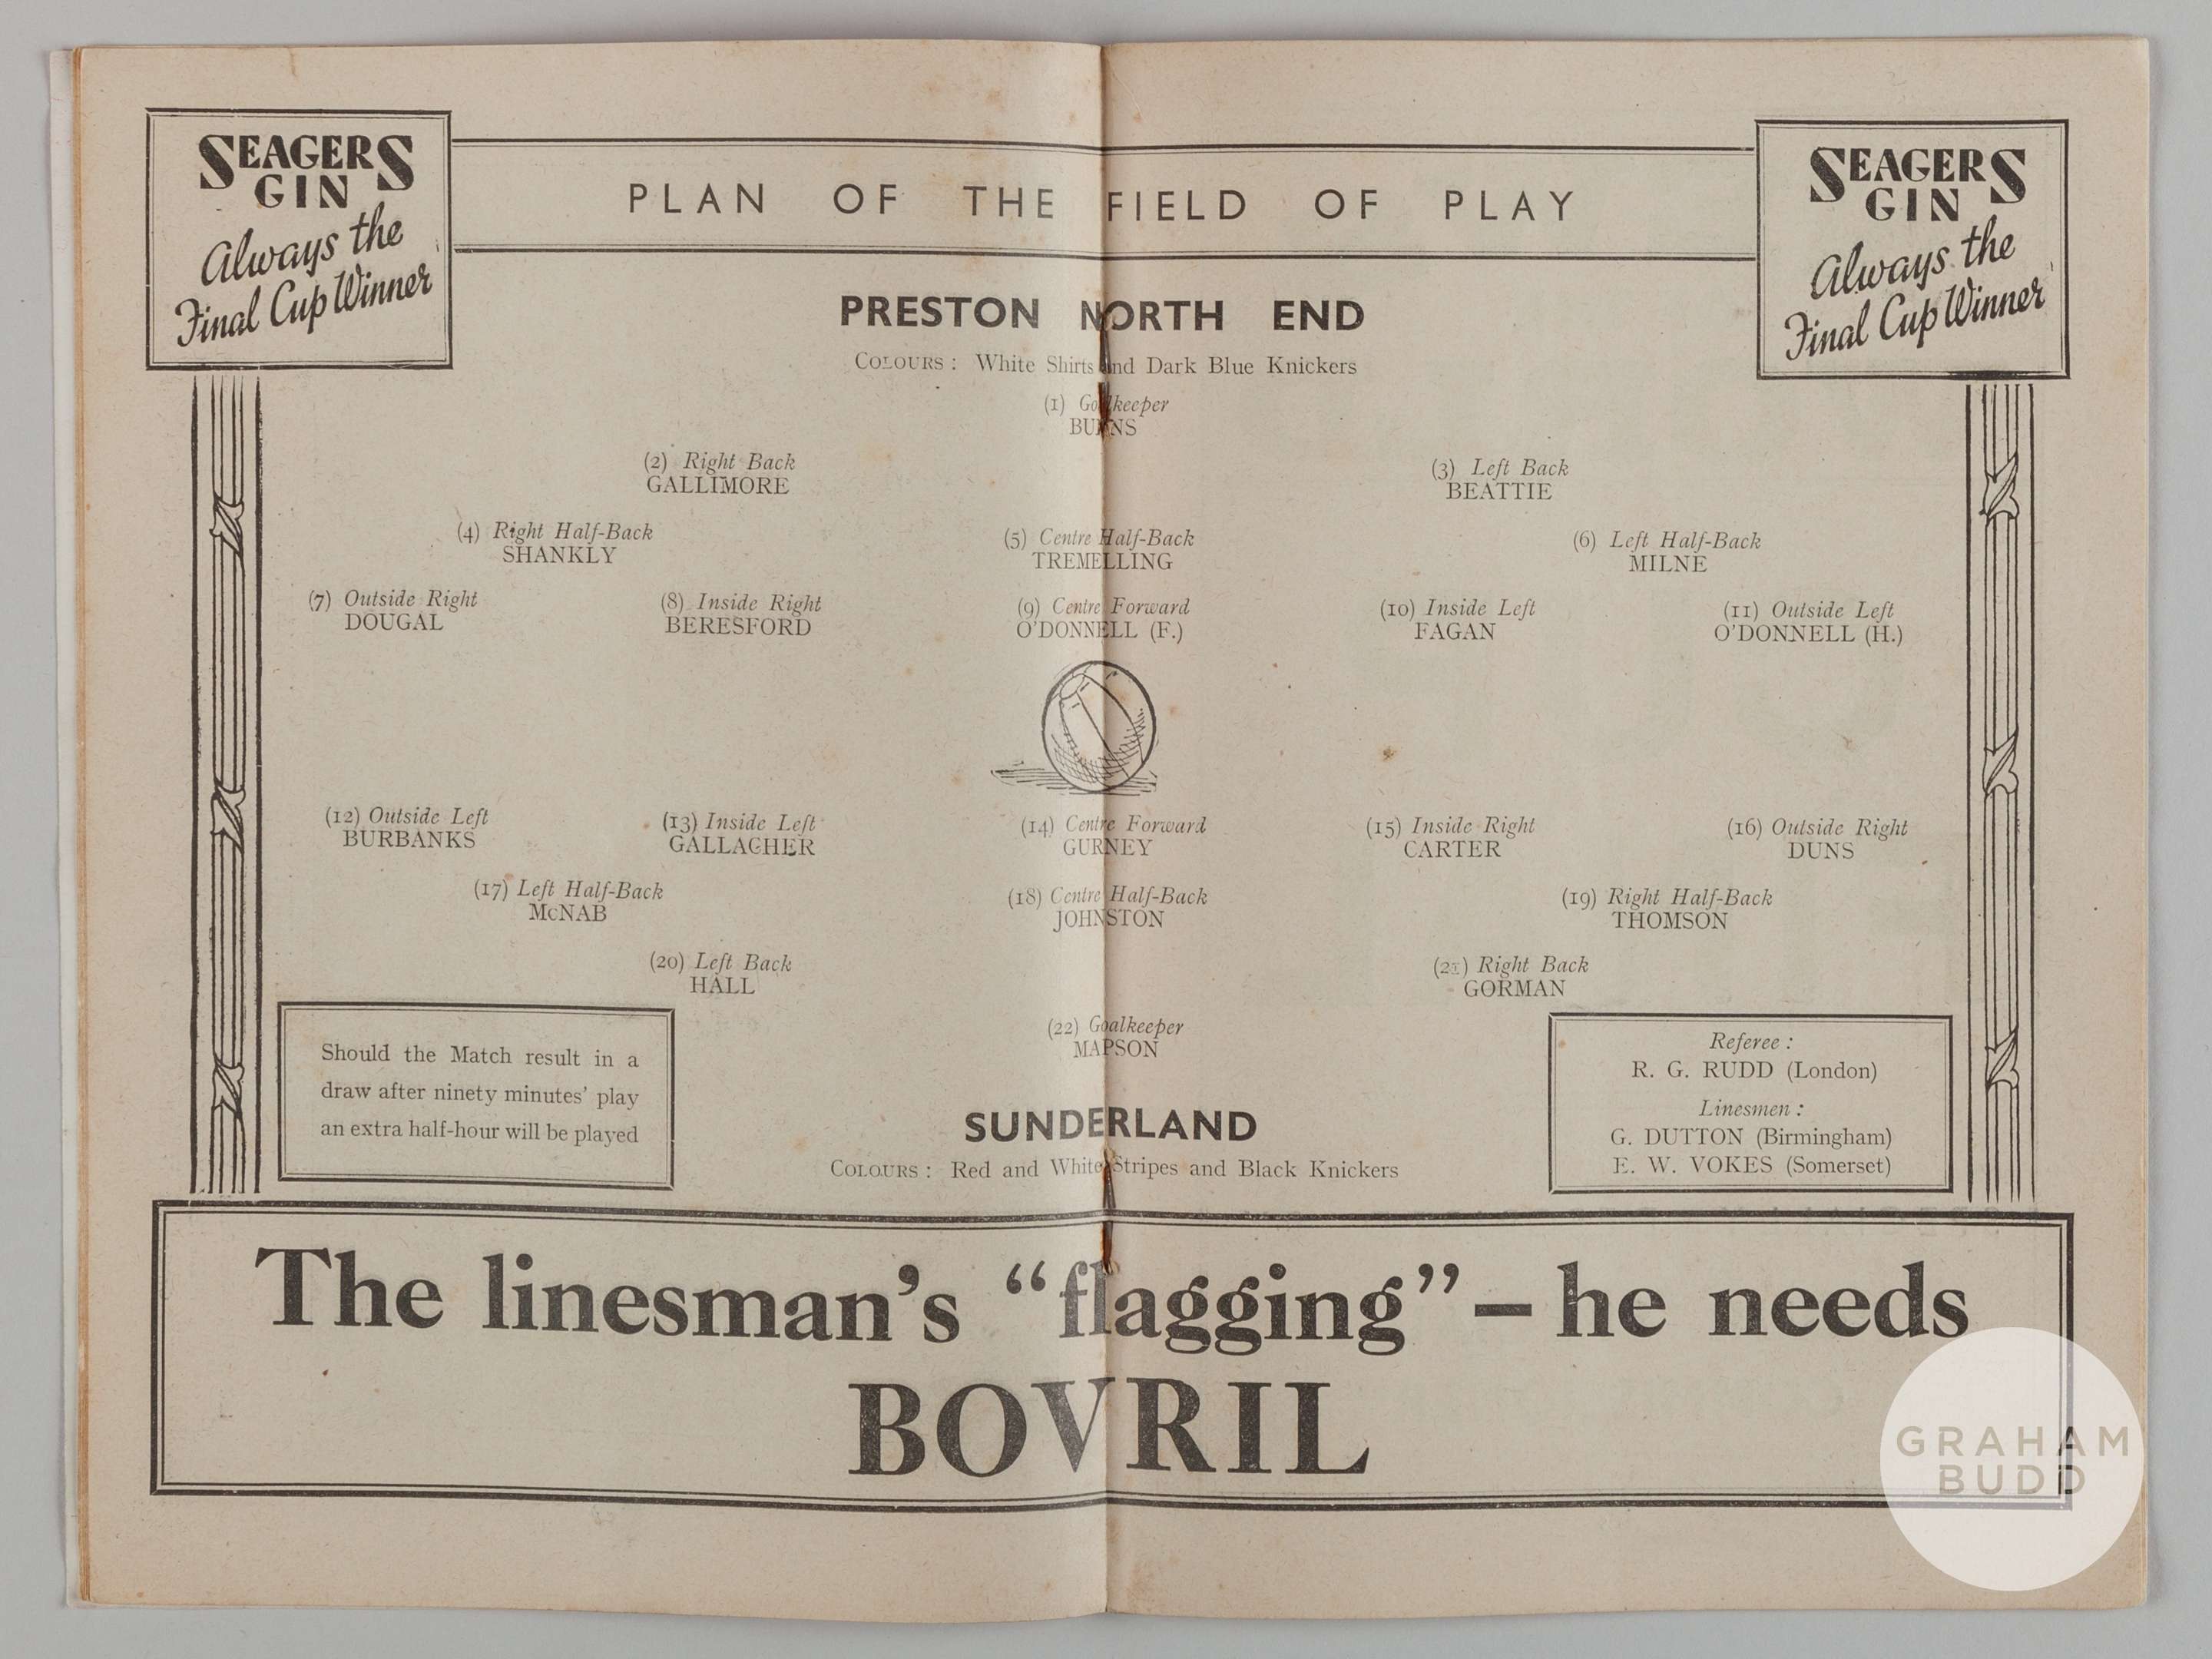 SEAGERS
GIN
Always the
Final Cup Winner
PLAN OF THE FIELD OF PLAY
SEAGERS
GIN
Always the
Final Cup Winner
PRESTON NORTH END
COLOURS : White Shirts and Dark Blue Knickers
(1) Goalkeeper
BURNS
(2) Right Back
GALLIMORE
(3) Left Back
BEATTIE
(4) Right Half-Back
SHANKLY
(5) Centre Half-Back
TREMELLING
(6) Left Half-Back
MILNE
(7) Outside Right
DOUGAL
(8) Inside Right
BERESFORD
(9) Centre Forward
O'DONNELL (F.)
(10) Inside Left
FAGAN
(11) Outside Left
O'DONNELL (H.)
(12) Outside Left
BURBANKS
(13) Inside Left
GALLAGHER
(14) Centre Forward
GURNEY
(15) Inside Right
CARTER
(16) Outside Right
DUNS
(17) Left Half-Back
McNAB
(18) Centre Half-Back
JOHNSTON
(19) Right Half-Back
THOMSON
(20) Left Back
HALL
(21) Right Back
GORMAN
(22) Goalkeeper
MAPSON
Should the Match result in a
draw after ninety minutes' play
an extra half-hour will be played
SUNDERLAND
COLOURS : Red and White Stripes and Black Knickers
Referee :
R. G. RUDD (London)
Linesmen :
G. DUTTON (Birmingham)
E. W. VOKES (Somerset)
The linesman's "flagging" — he needs
BOVRIL
GRAHAM
BUDD